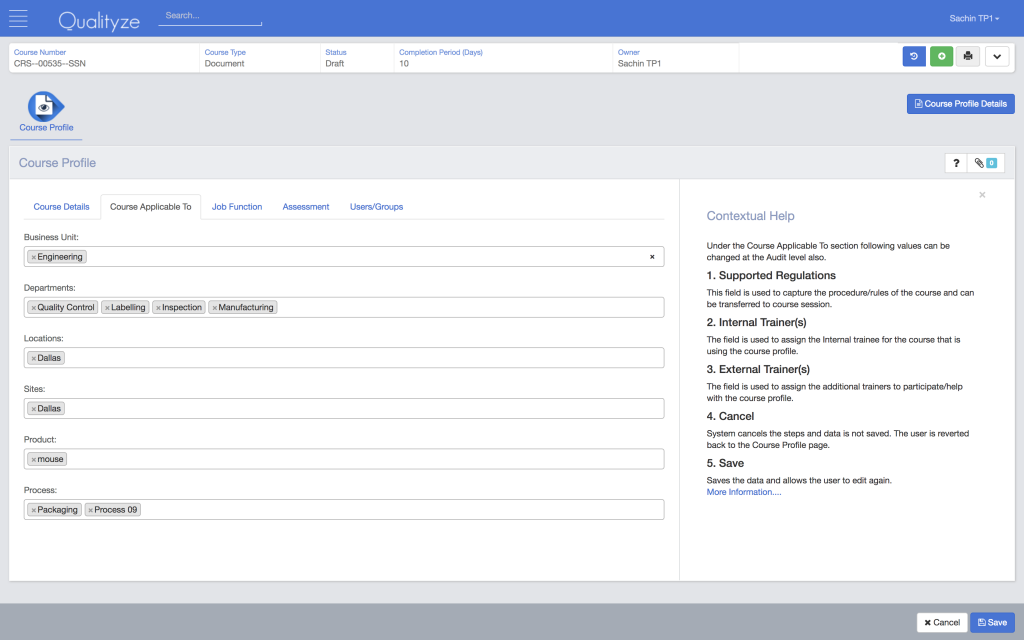 Qualityze
Search...
Sachin TP1
Course Number
CRS--00535--SSN
Course Type
Document
Status
Draft
Completion Period (Days)
10
Owner
Sachin TP1
Course Profile
Course Profile Details
Course Profile
?
0
Course Details
Course Applicable To
Job Function
Assessment
Users/Groups
Business Unit:
×Engineering ×
Departments:
×Quality Control ×Labelling ×Inspection ×Manufacturing
Locations:
×Dallas
Sites:
×Dallas
Product:
×mouse
Process:
×Packaging ×Process 09
×
Contextual Help
Under the Course Applicable To section following values can be
changed at the Audit level also.
1. Supported Regulations
This field is used to capture the procedure/rules of the course and can
be transferred to course session.
2. Internal Trainer(s)
The field is used to assign the Internal trainee for the course that is
using the course profile.
3. External Trainer(s)
The field is used to assign the additional trainers to participate/help
with the course profile.
4. Cancel
System cancels the steps and data is not saved. The user is reverted
back to the Course Profile page.
5. Save
Saves the data and allows the user to edit again.
More Information....
Cancel
Save